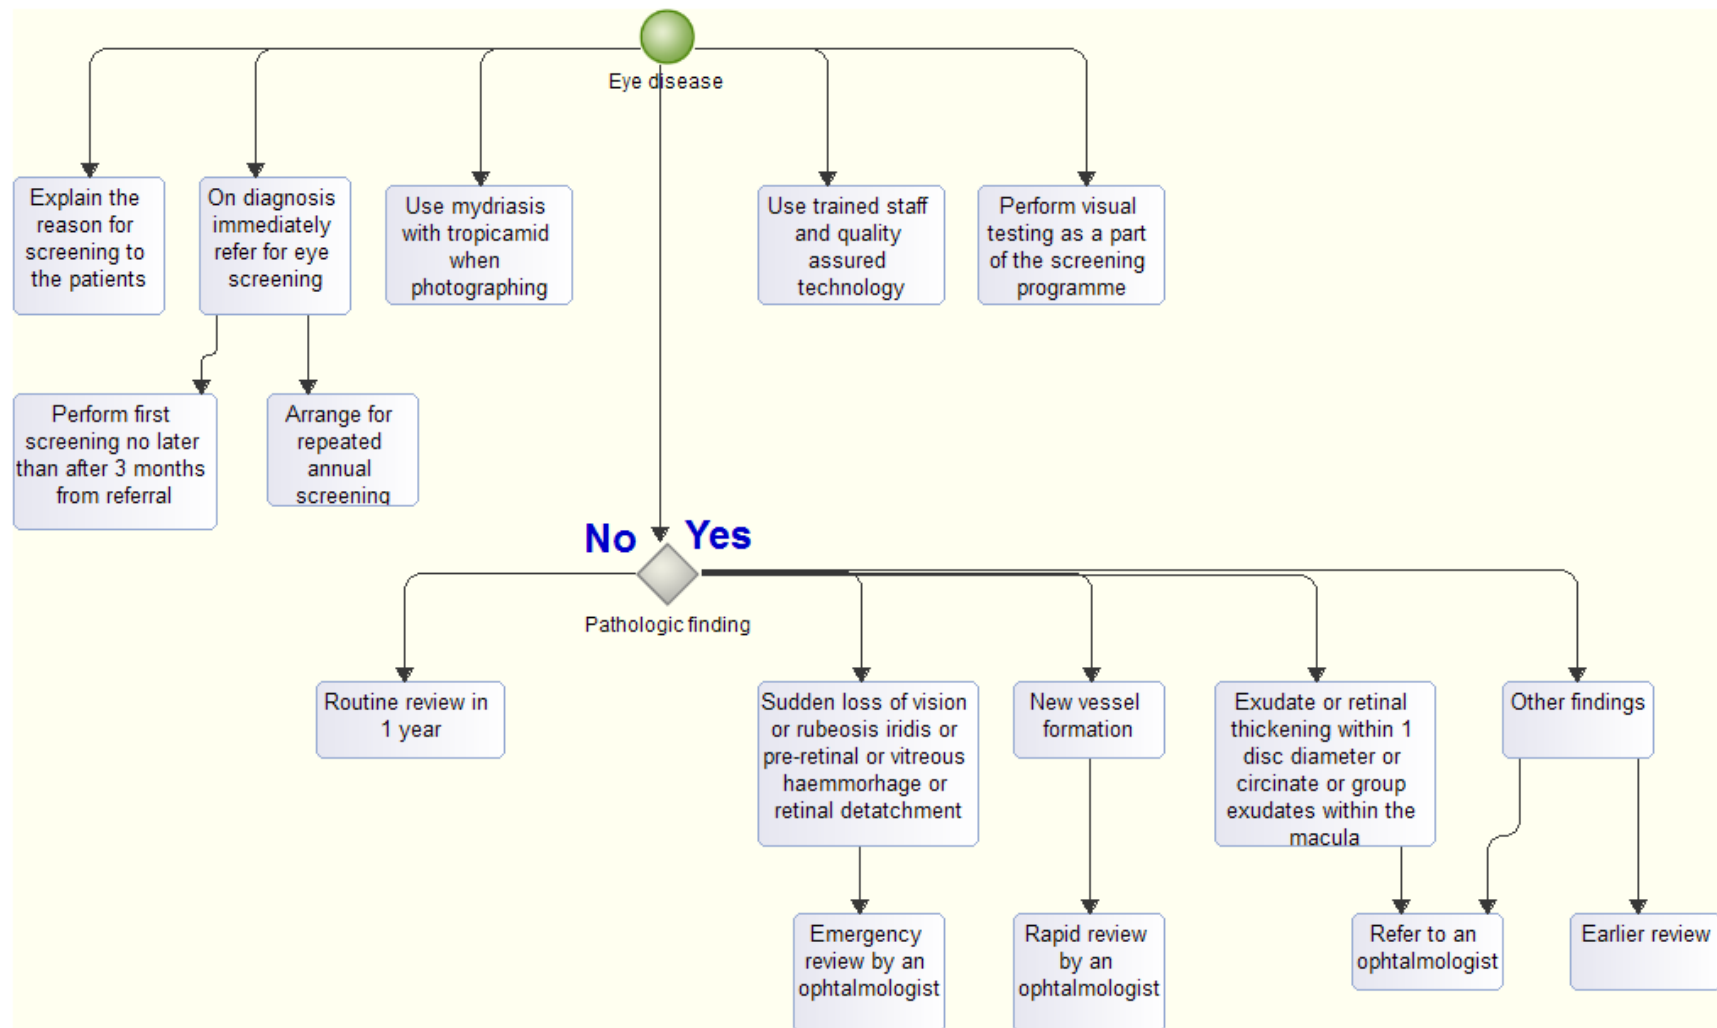 Eye disease
Explain the
reason for
screening to
the patients
On diagnosis
immediately
refer for eye
screening
Use mydriasis
with tropicamid
when
photographing
Use trained staff
and quality
assured
technology
Perform visual
testing as a part
of the screening
programme
Perform first
screening no later
than after 3 months
from referral
Arrange for
repeated
annual
screening
No
Yes
Pathologic finding
Routine review in
1 year
Sudden loss of vision
or rubeosis iridis or
pre-retinal or vitreous
haemmorhage or
retinal detatchment
New vessel
formation
Exudate or retinal
thickening within 1
disc diameter or
circinate or group
exudates within the
macula
Other findings
Emergency
review by an
ophtalmologist
Rapid review
by an
ophtalmologist
Refer to an
ophtalmologist
Earlier review